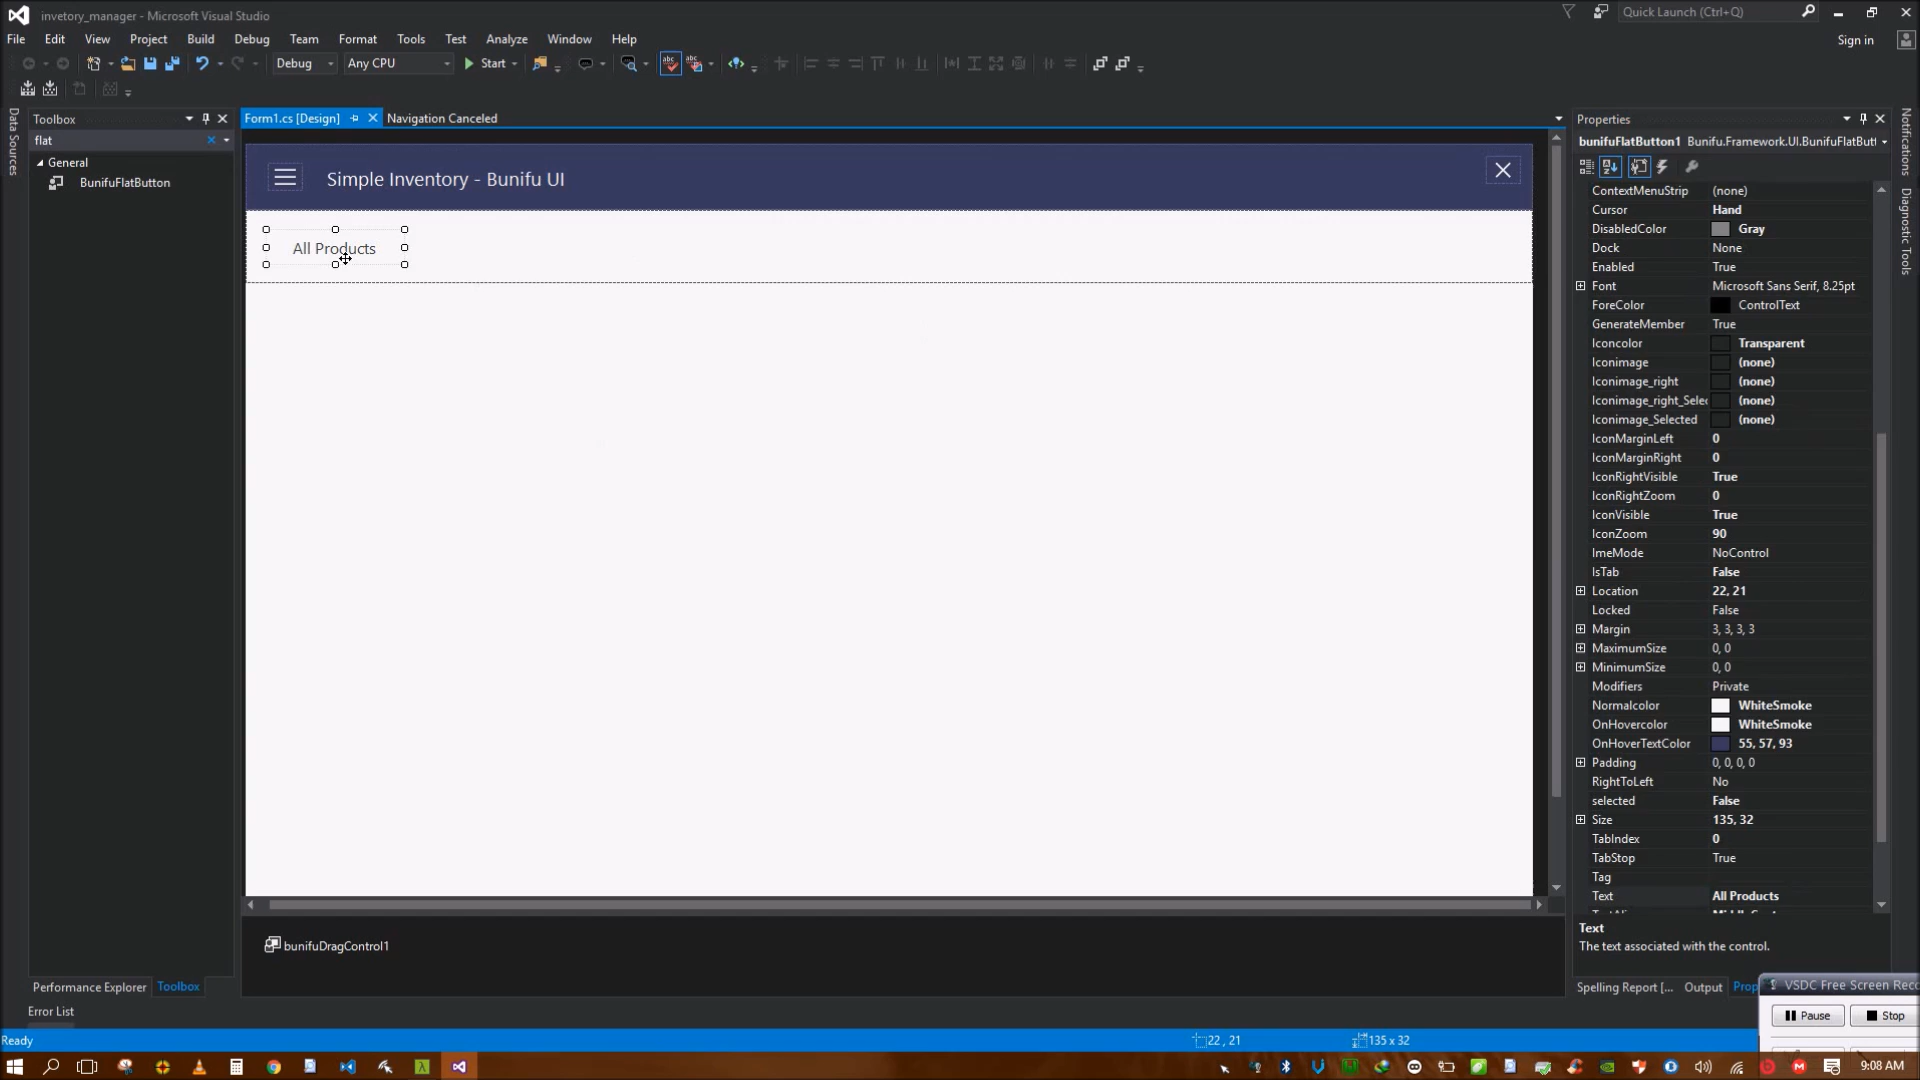 invetory_manager - Microsoft Visual Studio
Quick Launch (Ctrl+Q)
File Edit View Project Build Debug Team Format Tools Test Analyze Window Help
Sign in
Debug Any CPU Start
Data Sources
Toolbox
flat
General
BunifuFlatButton
Form1.cs [Design] Navigation Canceled
Simple Inventory - Bunifu UI
All Products
bunifuDragControl1
Properties
bunifuFlatButton1 Bunifu.Framework.UI.BunifuFlatButt
ContextMenuStrip (none)
Cursor Hand
DisabledColor Gray
Dock None
Enabled True
Font Microsoft Sans Serif, 8.25pt
ForeColor ControlText
GenerateMember True
Iconcolor Transparent
Iconimage (none)
Iconimage_right (none)
Iconimage_right_Selec (none)
Iconimage_Selected (none)
IconMarginLeft 0
IconMarginRight 0
IconRightVisible True
IconRightZoom 0
IconVisible True
IconZoom 90
ImeMode NoControl
IsTab False
Location 22, 21
Locked False
Margin 3, 3, 3, 3
MaximumSize 0, 0
MinimumSize 0, 0
Modifiers Private
Normalcolor WhiteSmoke
OnHovercolor WhiteSmoke
OnHoverTextColor 55, 57, 93
Padding 0, 0, 0, 0
RightToLeft No
selected False
Size 135, 32
TabIndex 0
TabStop True
Tag
Text All Products
Text
The text associated with the control.
Notifications
Diagnostic Tools
Performance Explorer Toolbox
Spelling Report [... Output Prop
VSDC Free Screen Reco
Pause Stop
Error List
Ready 22 , 21 135 x 32
9:08 AM